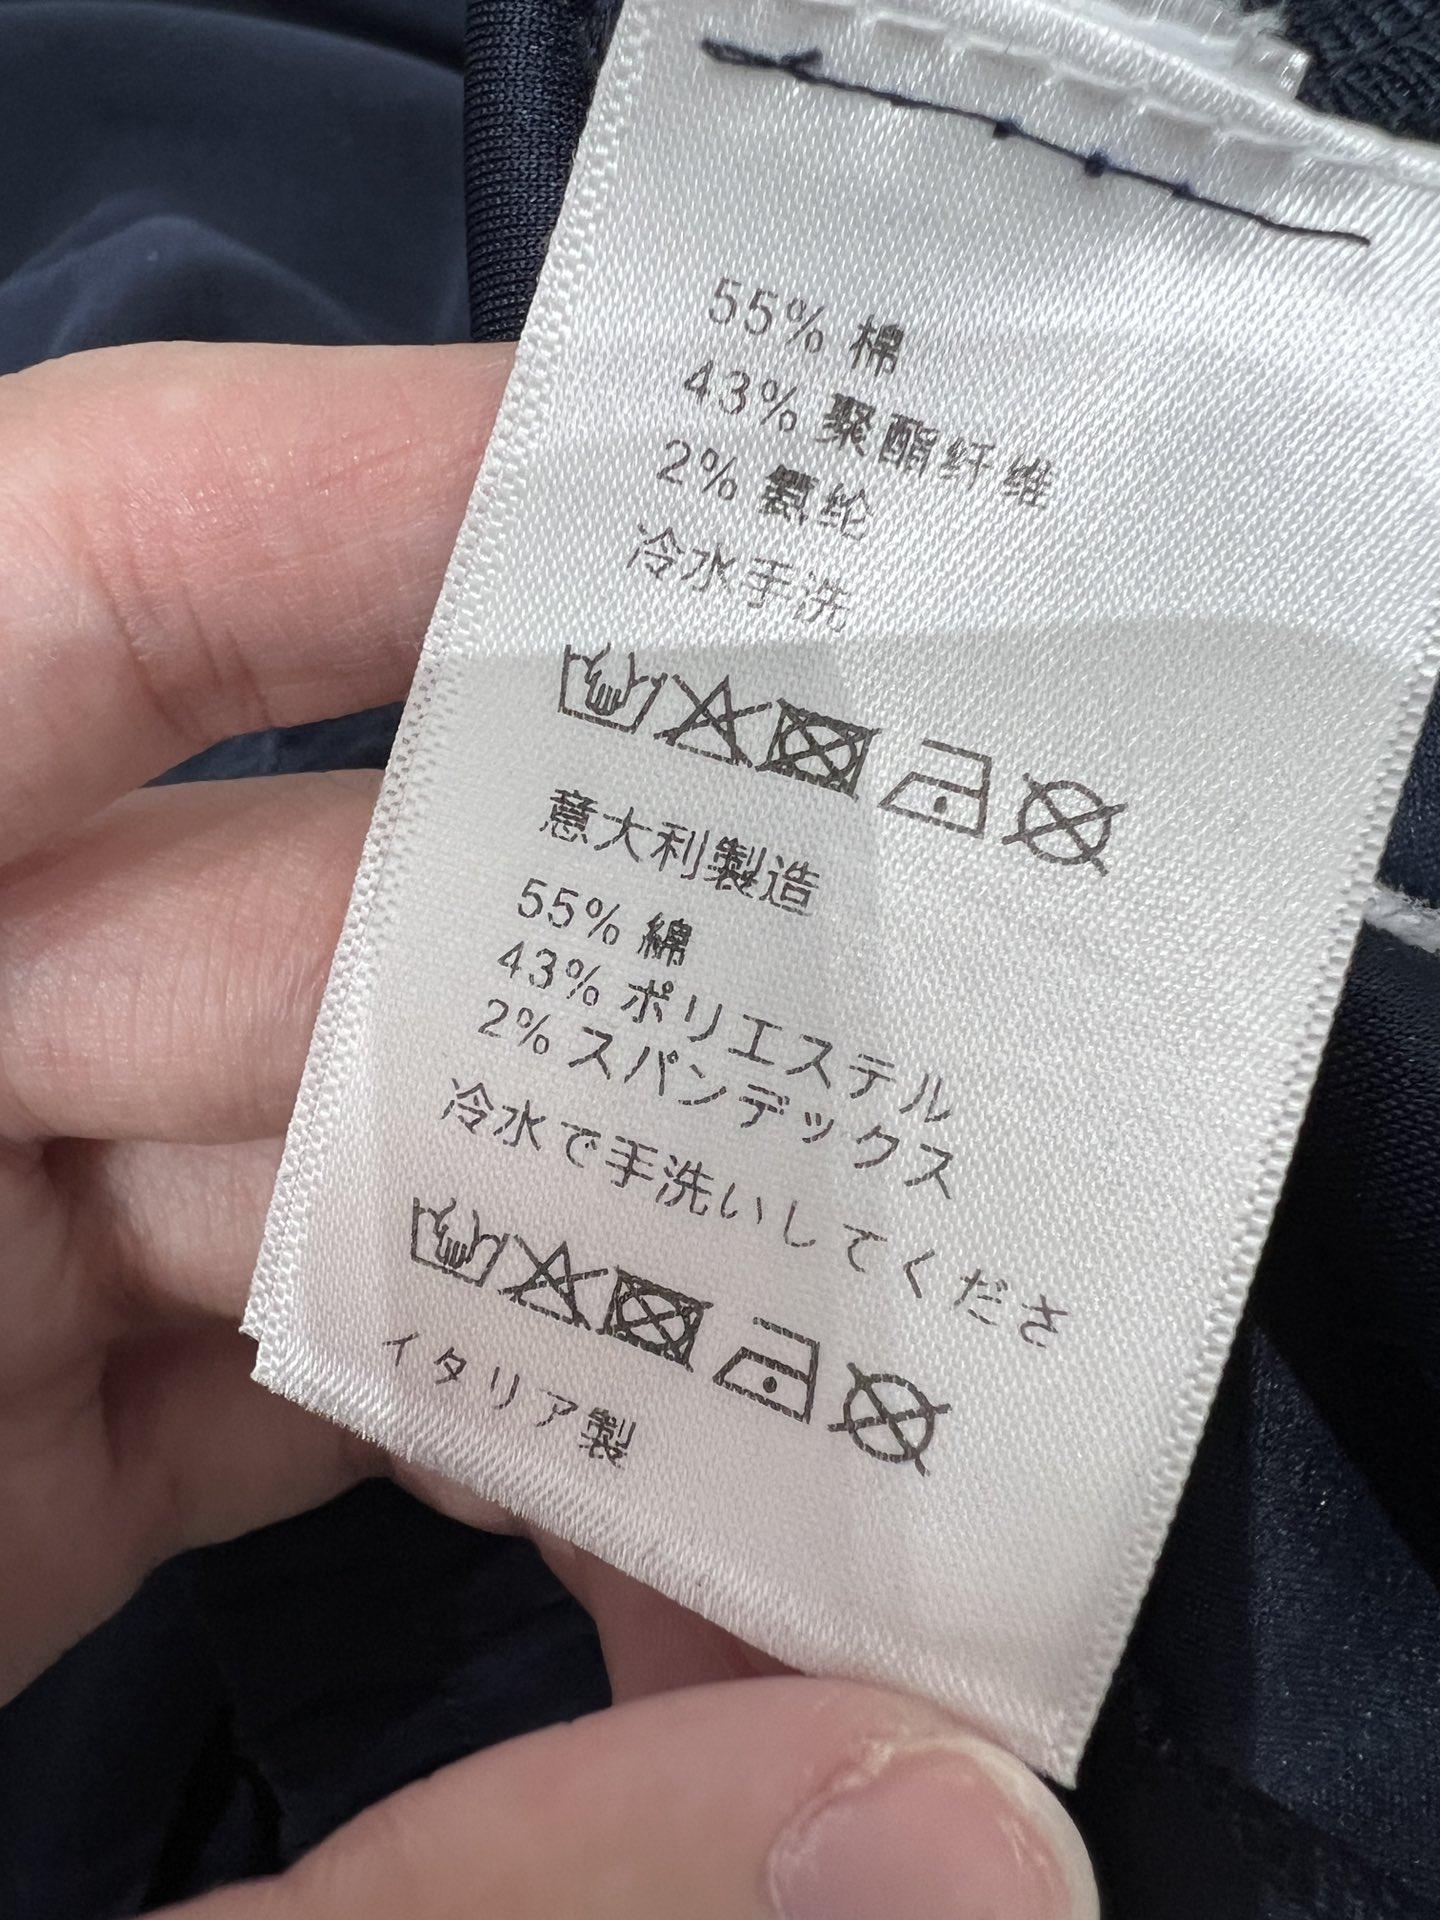 55% 棉
43% 聚酯纤维
2% 氨纶
冷水手洗
意大利製造
55% 綿
43% ポリエステル
2% スパンデックス
冷水で手洗いしてくださ
イタリア製